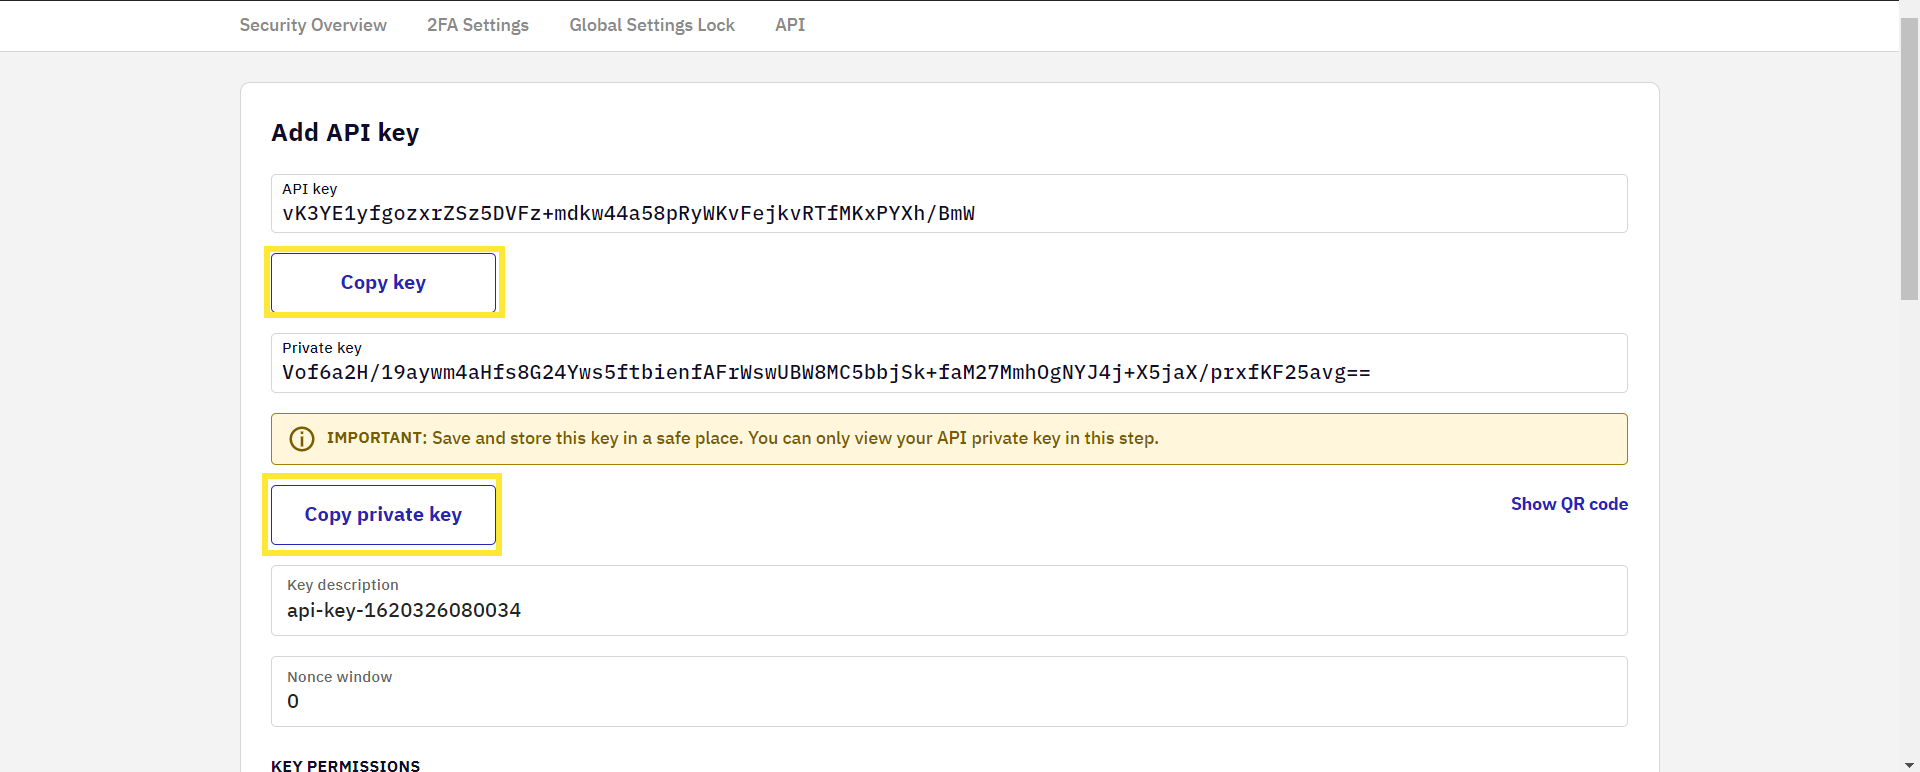 Security Overview 2FA Settings Global Settings Lock API
Add API key
API key
vK3YE1yfgozxrZSz5DVFz+mdkw44a58pRyWKvFejkvRTfMKxPYXh/BmW
Copy key
Private key
Vof6a2H/19aywm4aHfs8G24Yws5ftbienfAFrWswUBW8MC5bbjSk+faM27MmhOgNYJ4j+X5jaX/prxfKF25avg==
IMPORTANT: Save and store this key in a safe place. You can only view your API private key in this step.
Copy private key
Show QR code
Key description
api-key-1620326080034
Nonce window
0
KEY PERMISSIONS